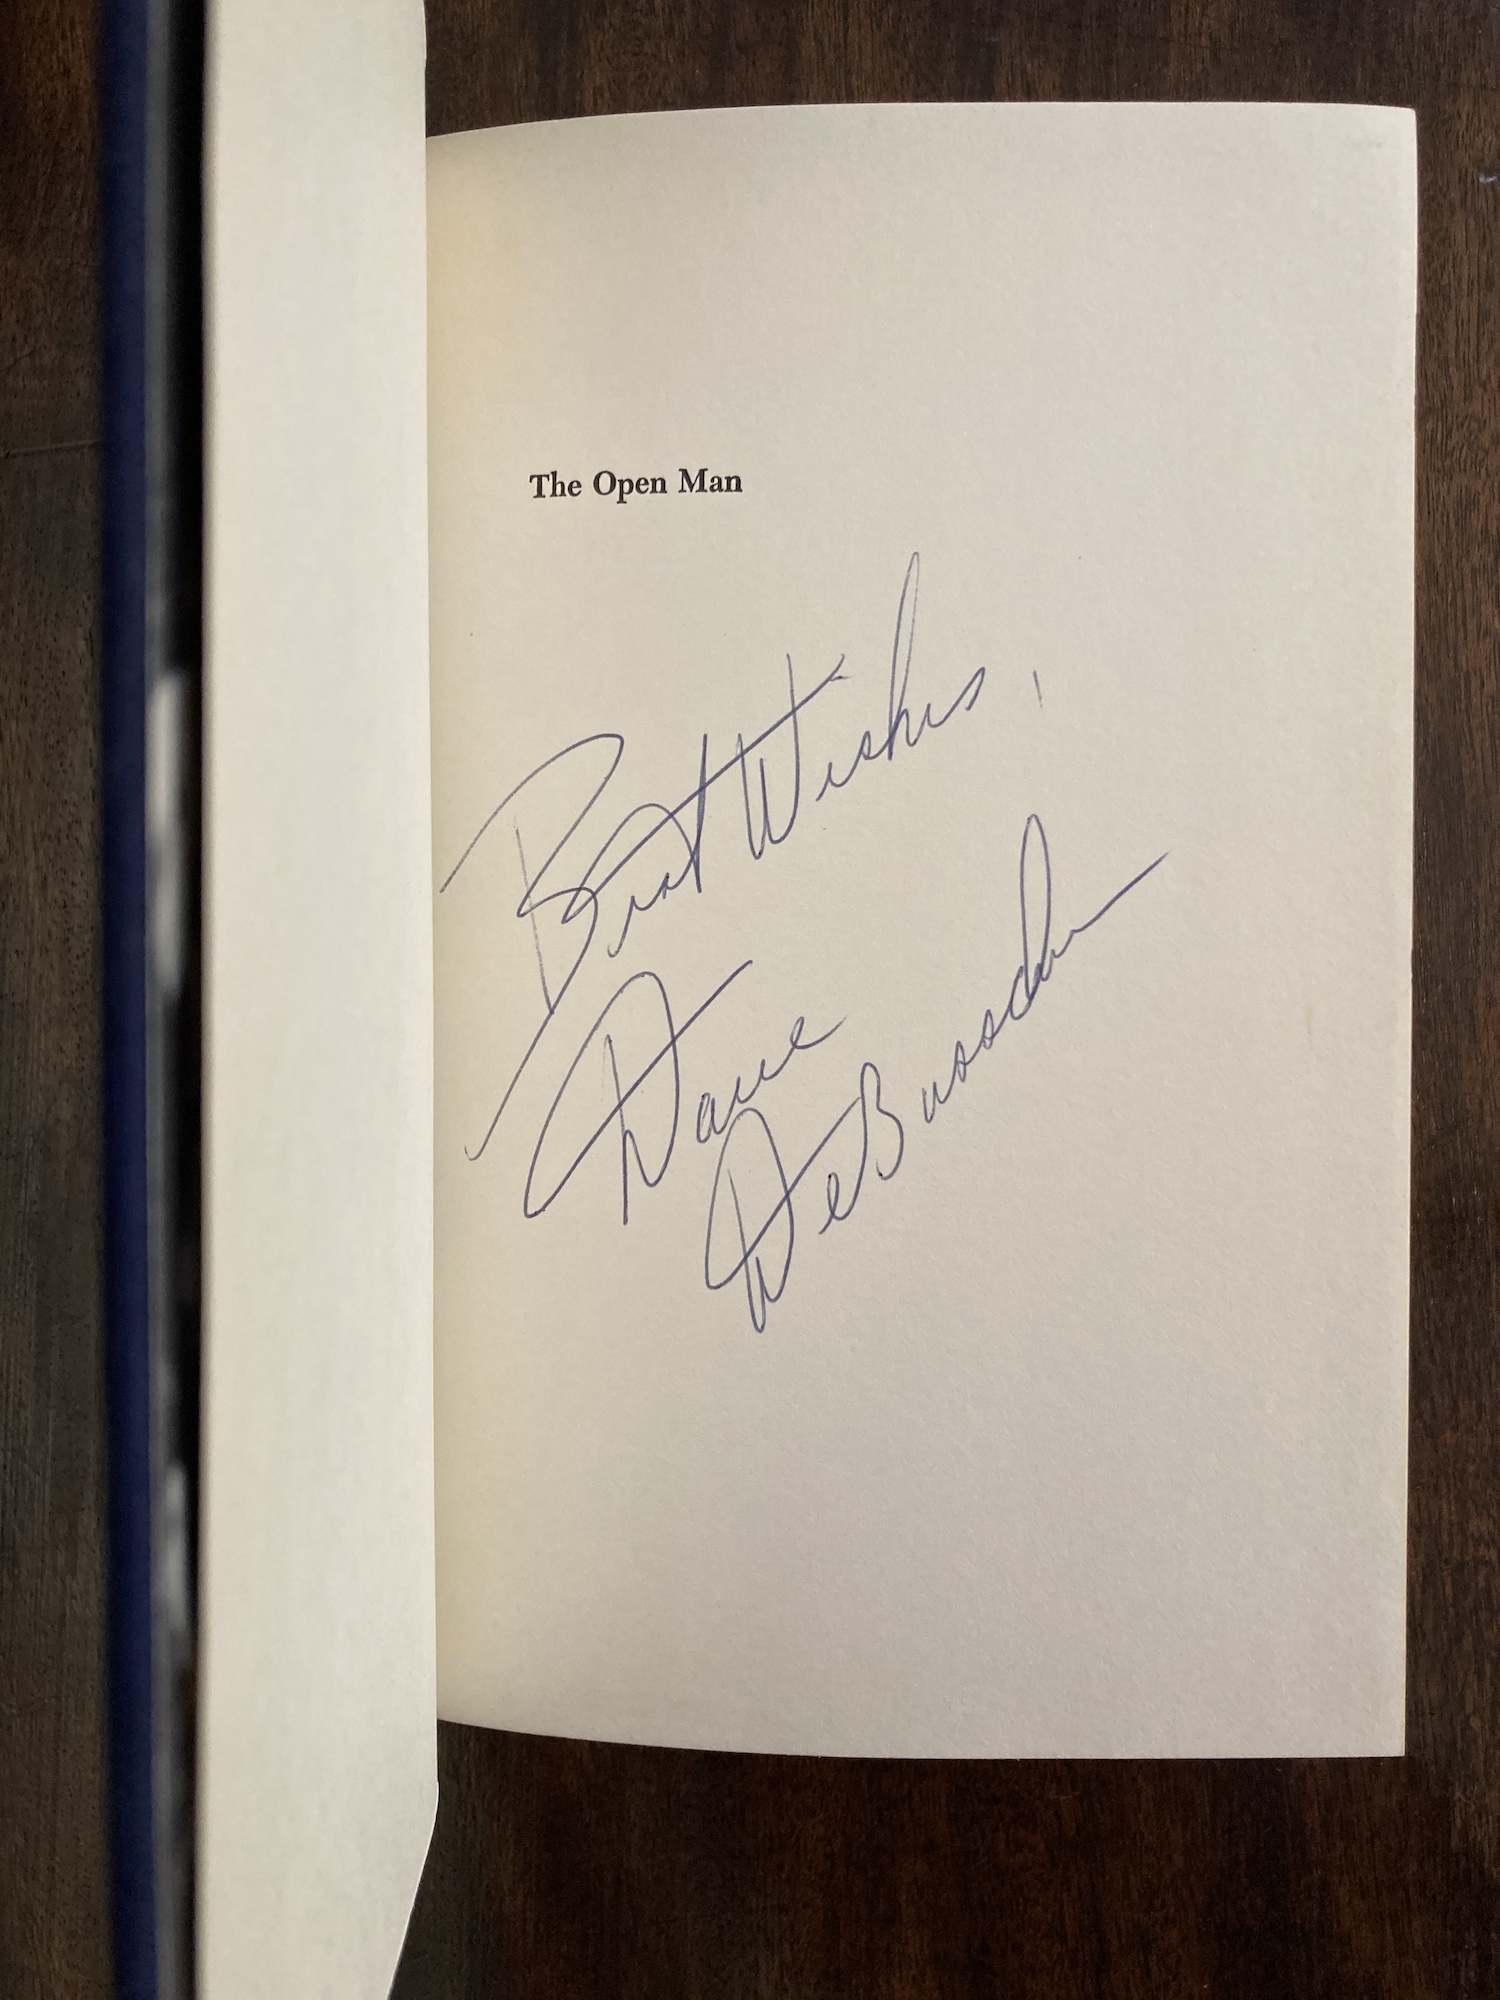 The Open Man
Best Wishes,
Dave
DeBusschere